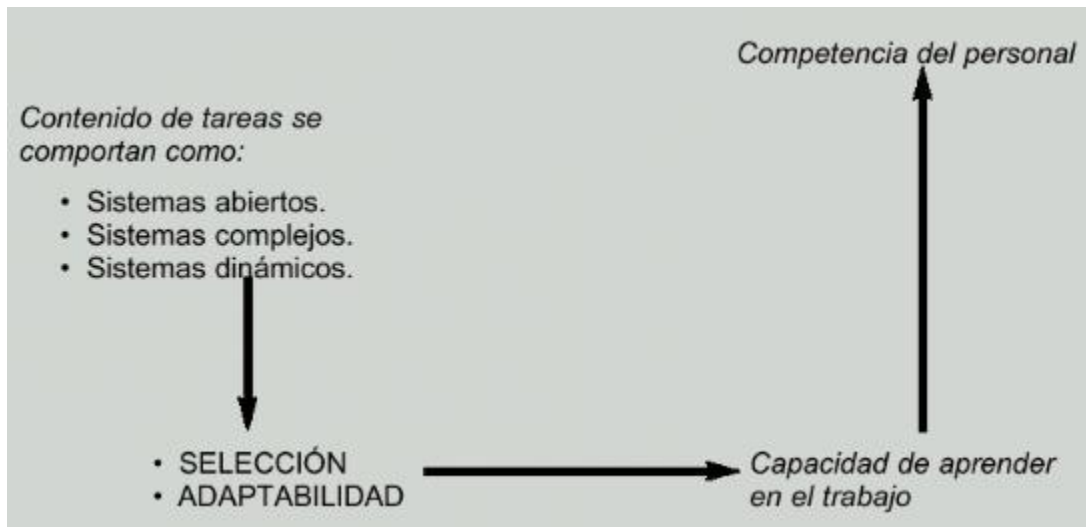 Competencia del personal
Contenido de tareas se
comportan como:
• Sistemas abiertos.
• Sistemas complejos.
• Sistemas dinámicos.
• SELECCIÓN
• ADAPTABILIDAD
Capacidad de aprender
en el trabajo